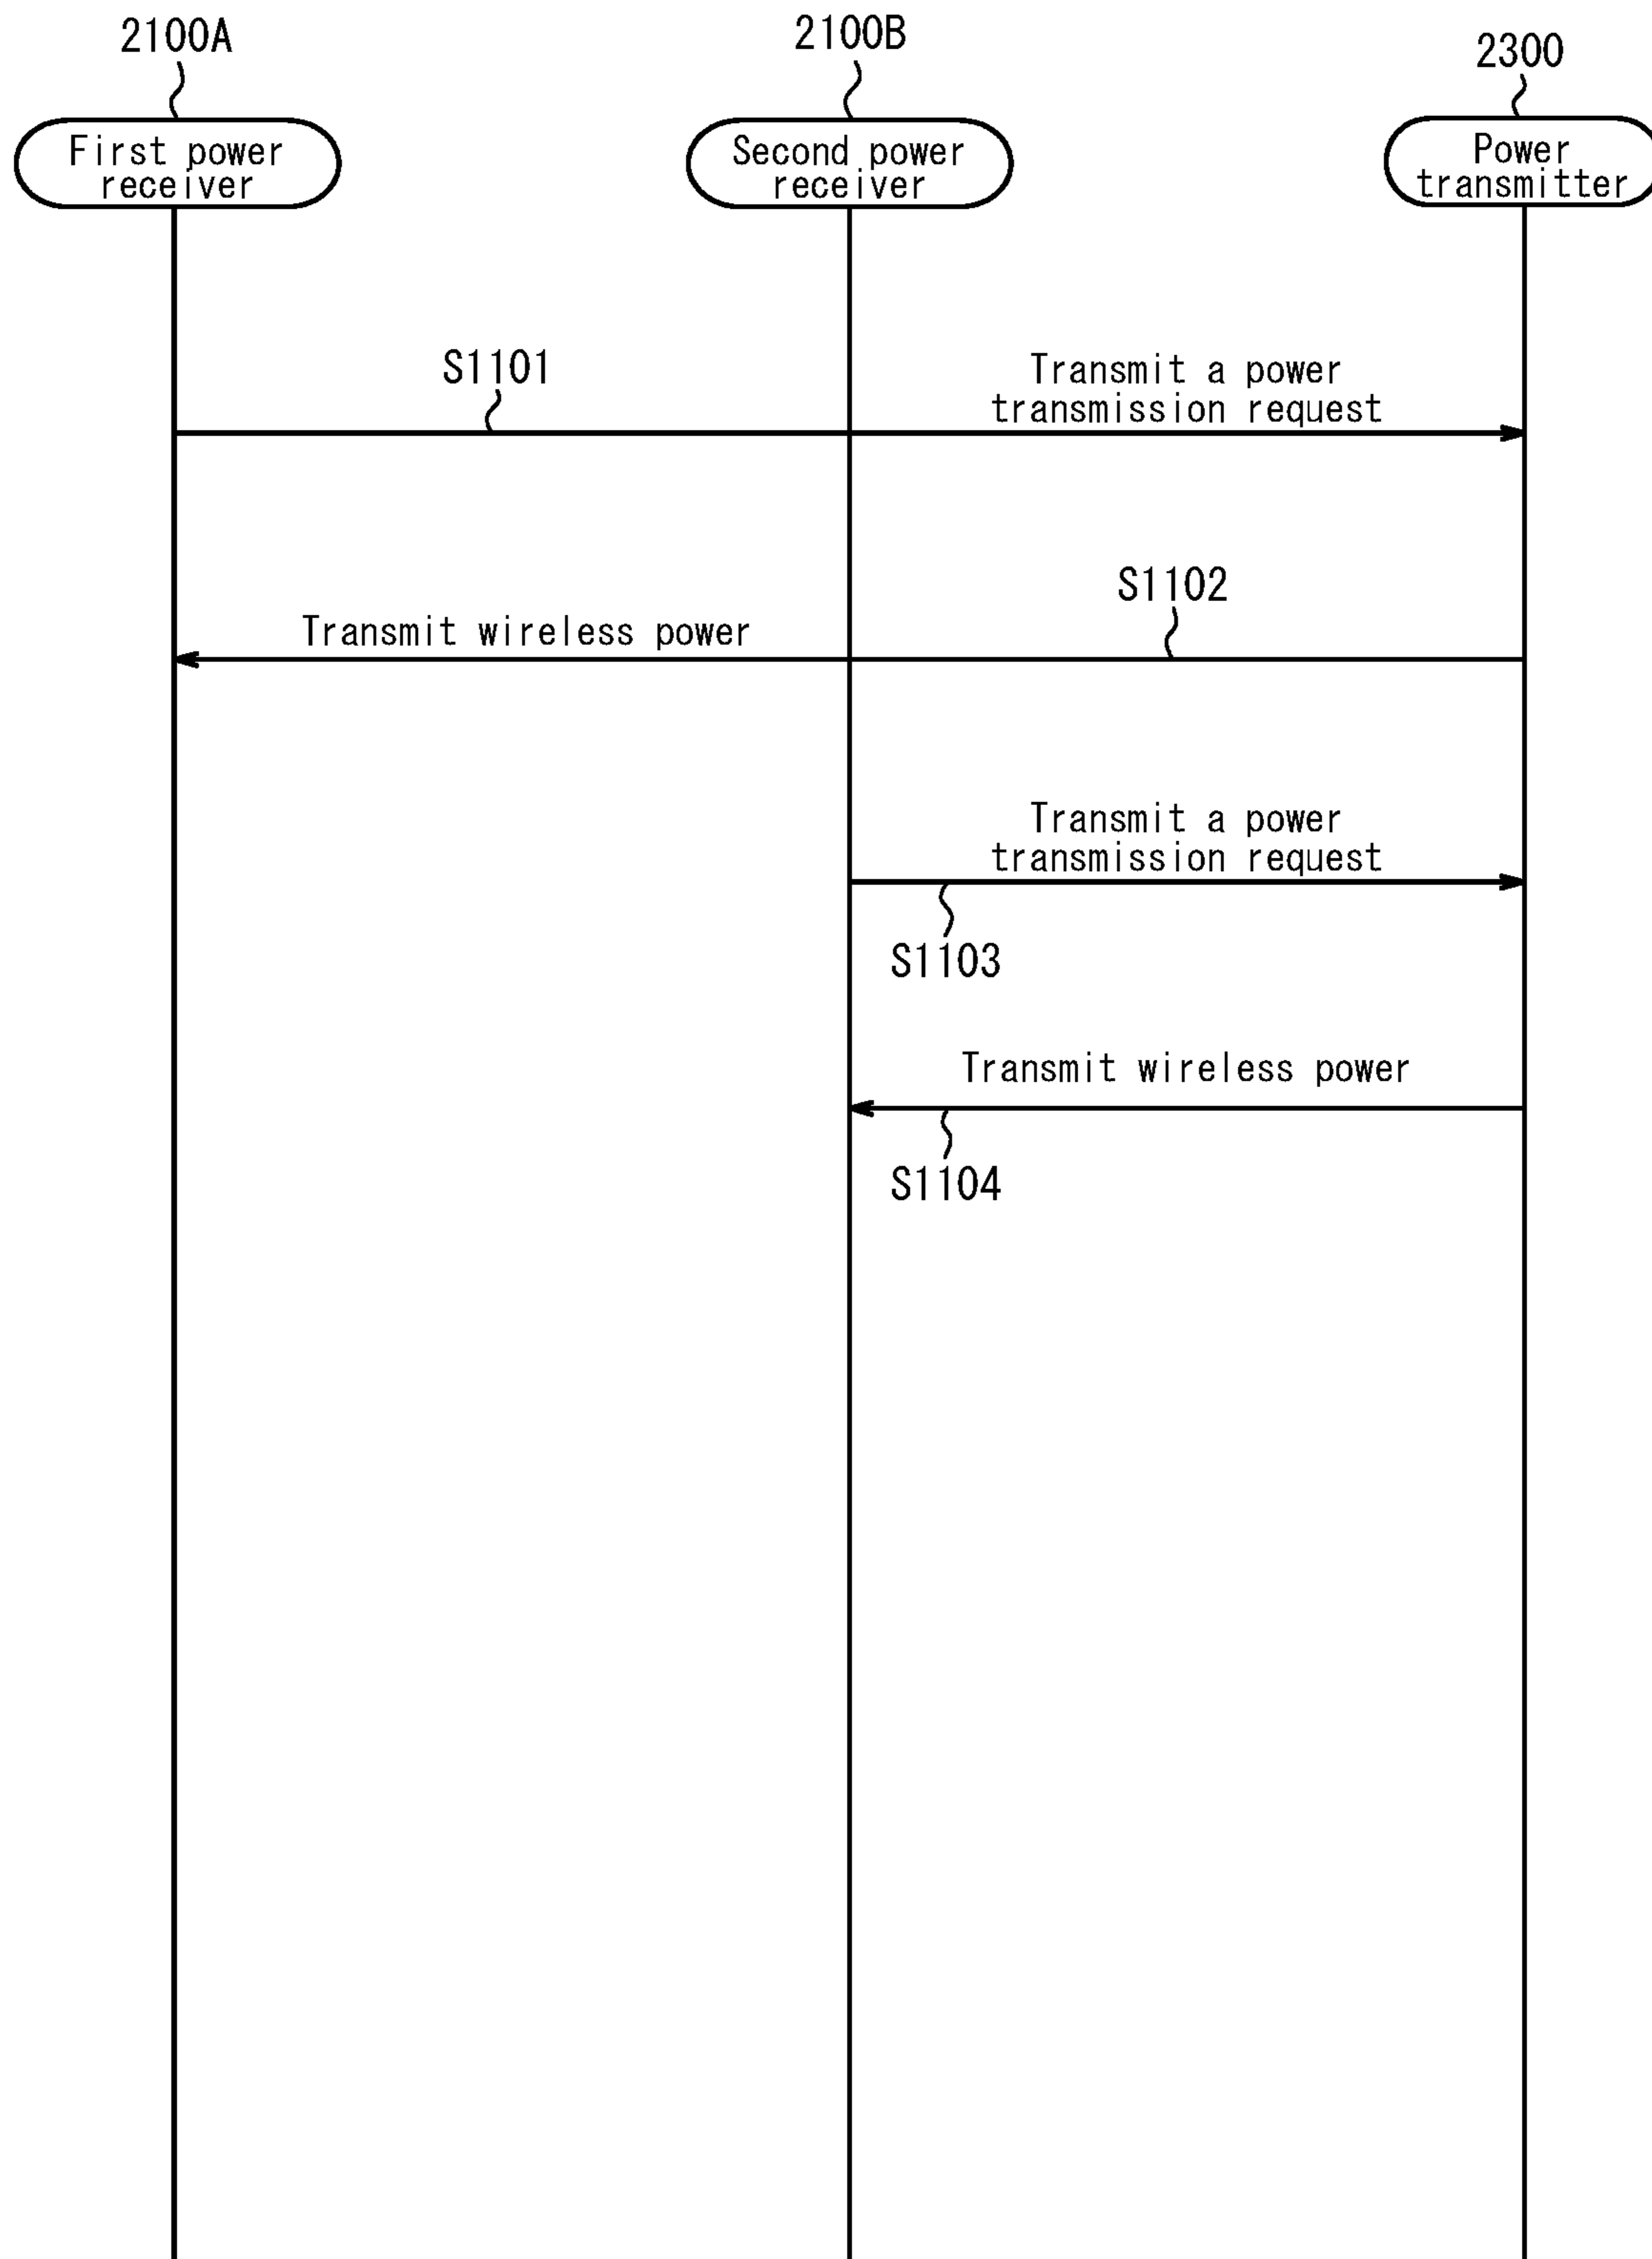 2100A
2100B
2300
First power
receiver
Second power
receiver
Power
transmitter
S1101
Transmit a power
transmission request
S1102
Transmit wireless power
Transmit a power
transmission request
S1103
Transmit wireless power
S1104